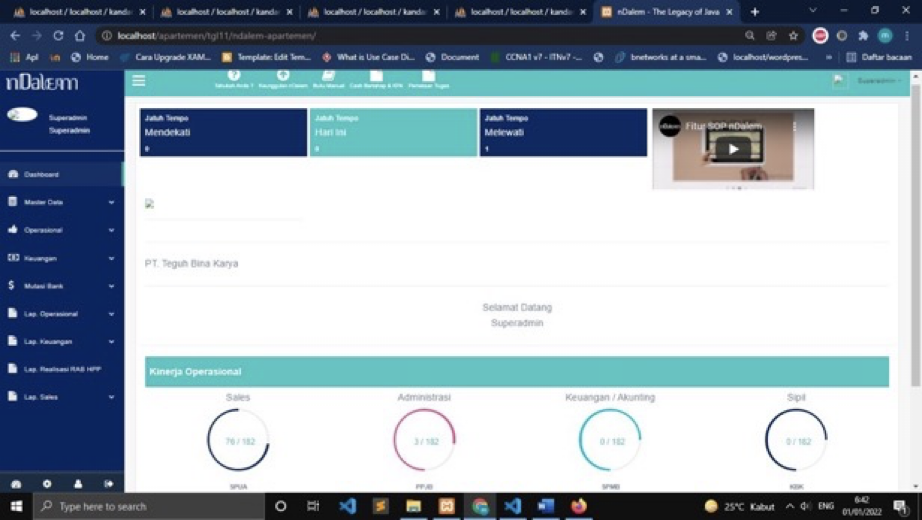 localhost / localhost / kanda
localhost / localhost / kanda
localhost / localhost / kanda
localhost / localhost / kanda
nDalem - The Legacy of Java
localhost/apartemen/tgl11/ndalem-apartemen/
Apl
Home
Cara Upgrade XAM...
Template: Edit Tem...
What is Use Case Di...
Document
CCNA1 v7 - ITNv7 -...
bnetworks at a sma...
localhost/wordpres...
Daftar bacaan
nDalem
Tahukah Anda ?
Keunggulan nDalem
Buku Manual
Superadmin
Superadmin
Superadmin
Dashboard
Master Data
Operasional
Keuangan
Mutasi Bank
Lap. Operasional
Lap. Keuangan
Lap. Realisasi RAB HPP
Lap. Sales
Jatuh Tempo
Mendekati
0
Jatuh Tempo
Hari Ini
0
Jatuh Tempo
Melewati
1
Fitur SOP nDalem
PT. Teguh Bina Karya
Selamat Datang
Superadmin
Kinerja Operasional
Sales
Administrasi
Keuangan / Akunting
Sipil
76 / 182
3 / 182
0 / 182
0 / 182
SPUA
PPJB
SPMB
KBK
Type here to search
25°C Kabut
ENG
6:42
01/01/2022